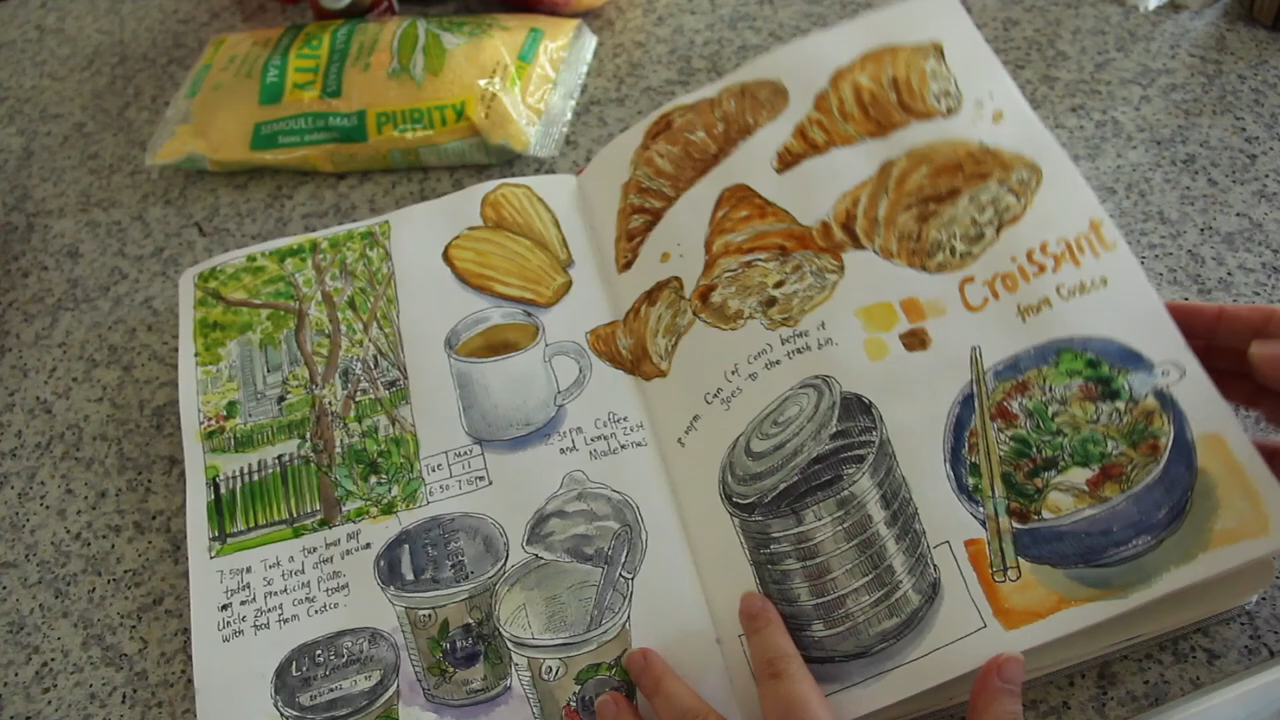 PURITY
SEMOULE de MAÏS
PURITY
Croissant
from Costco
8:00pm. Can (of corn) before it
goes to the trash bin.
2:30pm. Coffee
and Lemon Zest
Madeleines
Tue
May
11
6:50-7:15pm
7:50pm. Took a two-hour nap
today. So tired after vacuum
ing and practicing piano.
Uncle Zhang came today
with food from Costco.
LIBERTÉ
LIBERTÉ